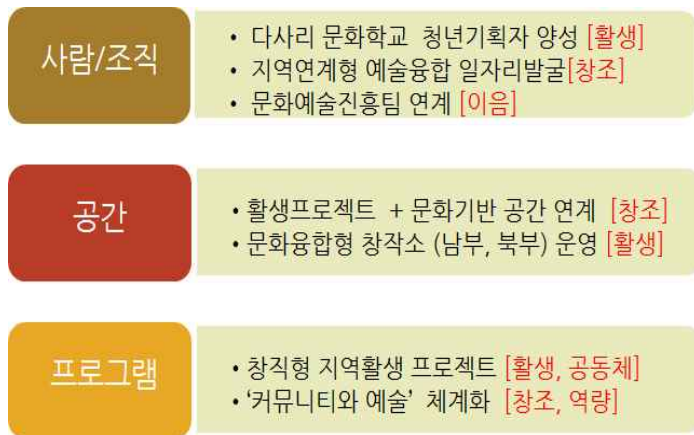 사람/조직
• 다사리 문화학교 청년기획자 양성 [활생]
• 지역연계형 예술융합 일자리발굴[창조]
• 문화예술진흥팀 연계 [이음]
공간
• 활생프로젝트 + 문화기반 공간 연계 [창조]
• 문화융합형 창작소 (남부, 북부) 운영 [활생]
프로그램
• 창직형 지역활생 프로젝트 [활생, 공동체]
• ‘커뮤니티와 예술’ 체계화 [창조, 역량]